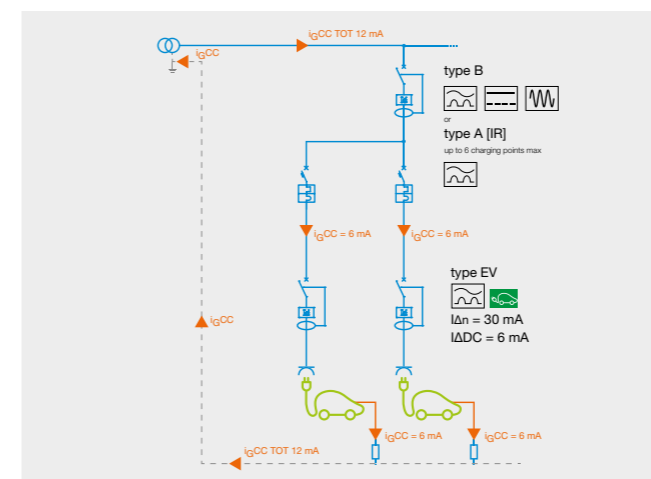 iGCC TOT 12 mA
iGCC
type B
or
type A [IR]
up to 6 charging points max
iGCC = 6 mA
iGCC = 6 mA
type EV
IΔn = 30 mA
IΔDC = 6 mA
iGCC
iGCC = 6 mA
iGCC = 6 mA
iGCC TOT 12 mA